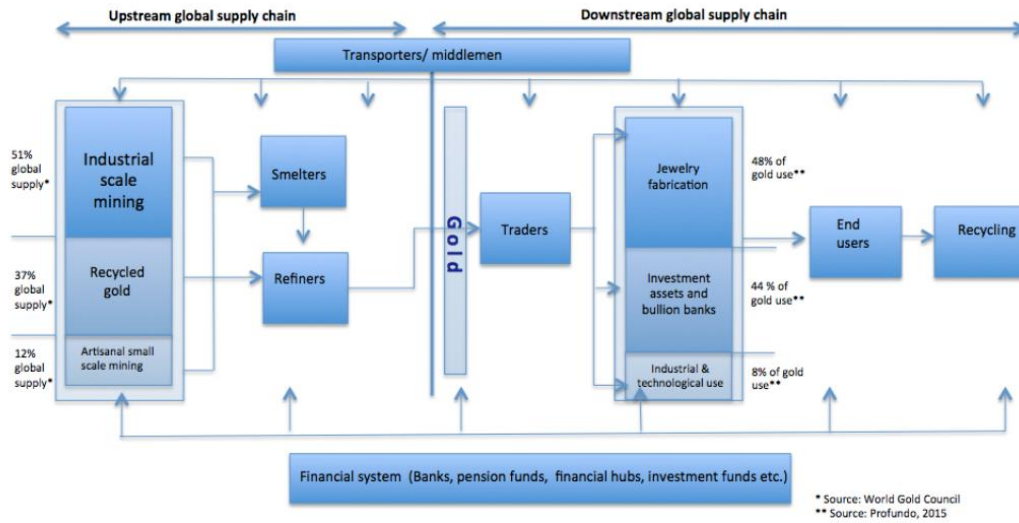 Upstream global supply chain
Downstream global supply chain
Transporters/ middlemen
51%
global
supply*
Industrial
scale
mining
37%
global
supply*
Recycled
gold
12%
global
supply*
Artisanal small
scale mining
Smelters
Refiners
Gold
Traders
Jewelry
fabrication
48% of
gold use**
Investment
assets and
bullion banks
44 % of
gold use**
Industrial &
technological use
8% of gold
use**
End
users
Recycling
Financial system (Banks, pension funds, financial hubs, investment funds etc.)
* Source: World Gold Council
** Source: Profundo, 2015